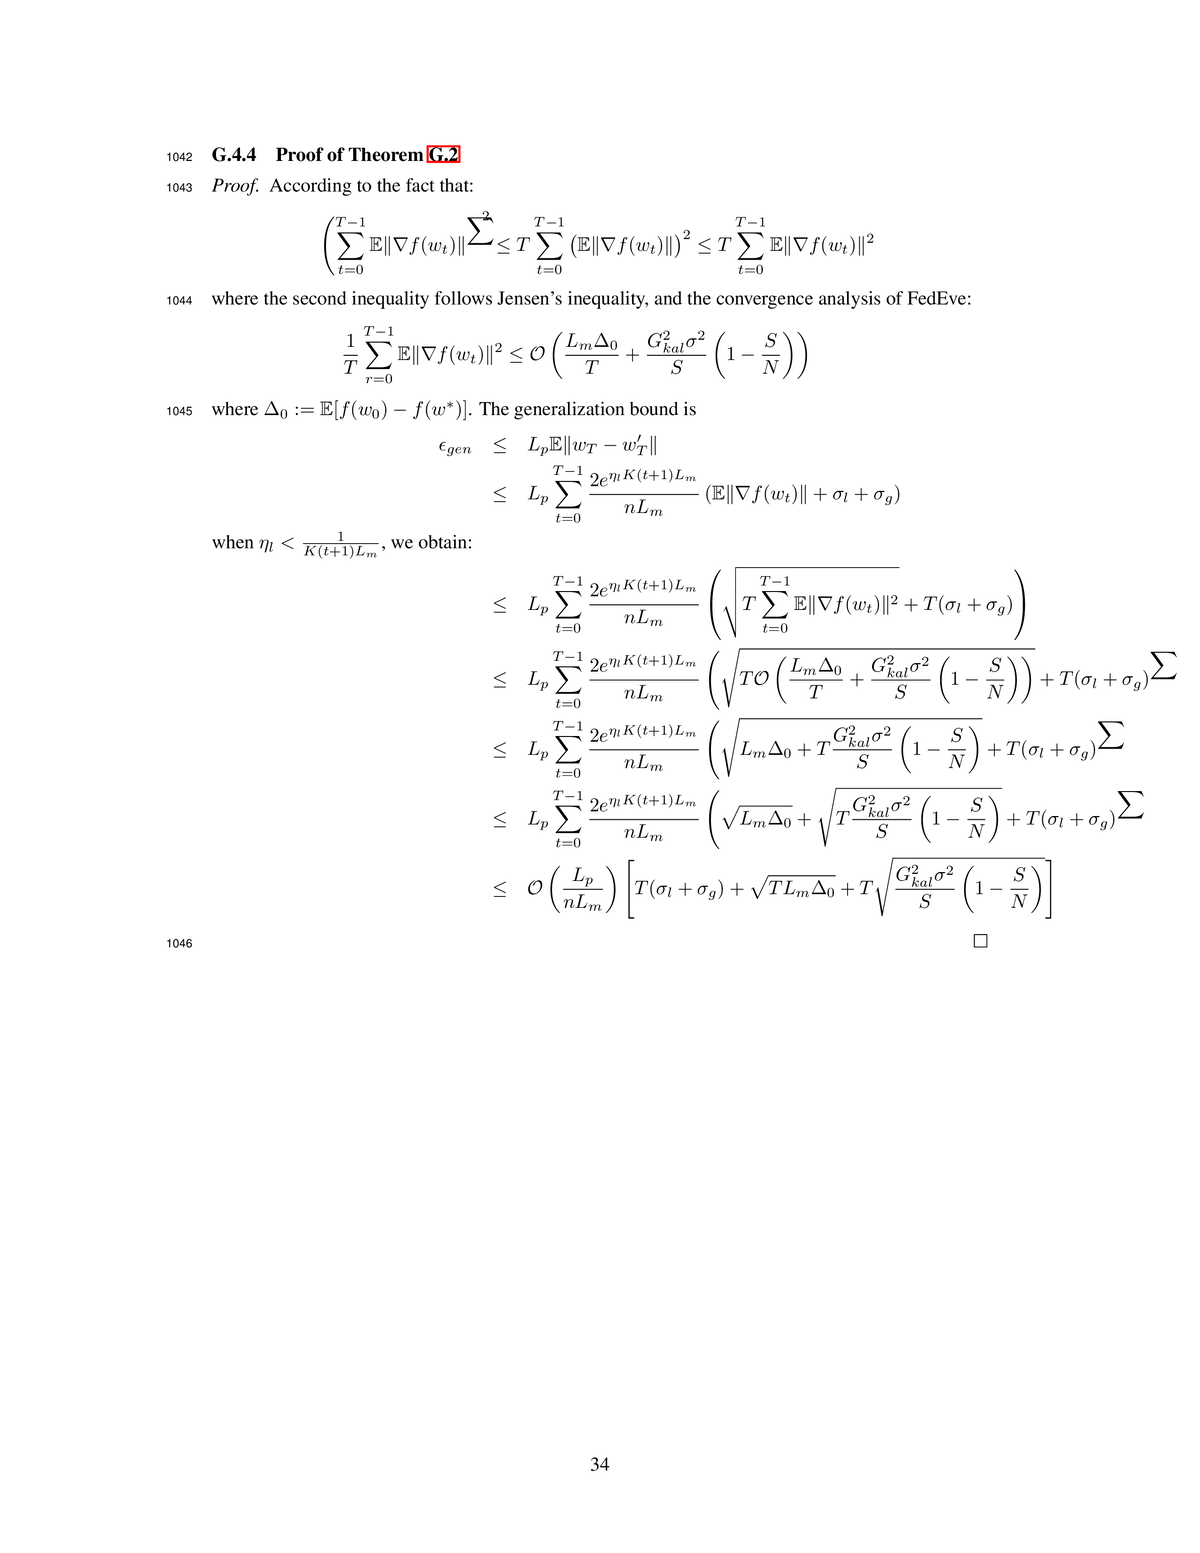 1042 G.4.4 Proof of Theorem G.2
1043 Proof. According to the fact that:
$\left(\sum_{t=0}^{T-1} \mathbb{E}\|\nabla f(w_t)\|\right.^{\sum^{2}} \leq T \sum_{t=0}^{T-1} \left(\mathbb{E}\|\nabla f(w_t)\|\right)^2 \leq T \sum_{t=0}^{T-1} \mathbb{E}\|\nabla f(w_t)\|^2$
1044 where the second inequality follows Jensen's inequality, and the convergence analysis of FedEve:
$\frac{1}{T} \sum_{r=0}^{T-1} \mathbb{E}\|\nabla f(w_t)\|^2 \leq \mathcal{O}\left(\frac{L_m \Delta_0}{T} + \frac{G_{kal}^2 \sigma^2}{S}\left(1 - \frac{S}{N}\right)\right)$
1045 where $\Delta_0 := \mathbb{E}[f(w_0) - f(w^*)]$. The generalization bound is
$\epsilon_{gen} \leq L_p \mathbb{E}\|w_T - w_T'\|$
$\leq L_p \sum_{t=0}^{T-1} \frac{2e^{\eta_l K(t+1)L_m}}{nL_m} \left(\mathbb{E}\|\nabla f(w_t)\| + \sigma_l + \sigma_g\right)$
when $\eta_l < \frac{1}{K(t+1)L_m}$, we obtain:
$\leq L_p \sum_{t=0}^{T-1} \frac{2e^{\eta_l K(t+1)L_m}}{nL_m} \left(\sqrt{T \sum_{t=0}^{T-1} \mathbb{E}\|\nabla f(w_t)\|^2} + T(\sigma_l + \sigma_g)\right)$
$\leq L_p \sum_{t=0}^{T-1} \frac{2e^{\eta_l K(t+1)L_m}}{nL_m} \left(\sqrt{T\mathcal{O}\left(\frac{L_m \Delta_0}{T} + \frac{G_{kal}^2 \sigma^2}{S}\left(1 - \frac{S}{N}\right)\right)} + T(\sigma_l + \sigma_g)\right.^{\sum}$
$\leq L_p \sum_{t=0}^{T-1} \frac{2e^{\eta_l K(t+1)L_m}}{nL_m} \left(\sqrt{L_m \Delta_0 + T\frac{G_{kal}^2 \sigma^2}{S}\left(1 - \frac{S}{N}\right)} + T(\sigma_l + \sigma_g)\right.^{\sum}$
$\leq L_p \sum_{t=0}^{T-1} \frac{2e^{\eta_l K(t+1)L_m}}{nL_m} \left(\sqrt{L_m \Delta_0} + \sqrt{T\frac{G_{kal}^2 \sigma^2}{S}\left(1 - \frac{S}{N}\right)} + T(\sigma_l + \sigma_g)\right.^{\sum}$
$\leq \mathcal{O}\left(\frac{L_p}{nL_m}\right) \left[T(\sigma_l + \sigma_g) + \sqrt{TL_m \Delta_0} + T\sqrt{\frac{G_{kal}^2 \sigma^2}{S}\left(1 - \frac{S}{N}\right)}\right]$
1046 □
34